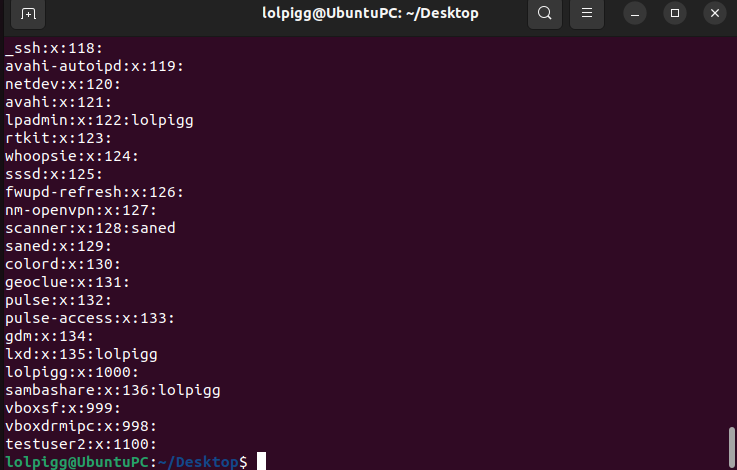 lolpigg@UbuntuPC: ~/Desktop
_ssh:x:118:
avahi-autoipd:x:119:
netdev:x:120:
avahi:x:121:
lpadmin:x:122:lolpigg
rtkit:x:123:
whoopsie:x:124:
sssd:x:125:
fwupd-refresh:x:126:
nm-openvpn:x:127:
scanner:x:128:saned
saned:x:129:
colord:x:130:
geoclue:x:131:
pulse:x:132:
pulse-access:x:133:
gdm:x:134:
lxd:x:135:lolpigg
lolpigg:x:1000:
sambashare:x:136:lolpigg
vboxsf:x:999:
vboxdrmipc:x:998:
testuser2:x:1100:
lolpigg@UbuntuPC:~/Desktop$